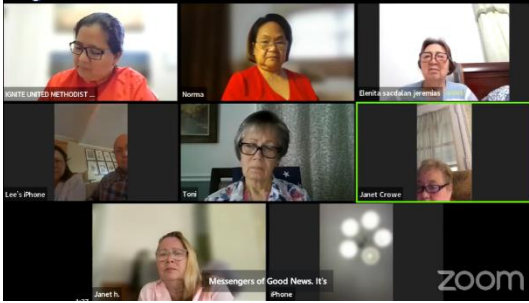 IGNITE UNITED METHODIST ...
Norma
Elenita sacdalan jeremias
Lee's iPhone
Toni
Janet Crowe
Janet h.
Messengers of Good News. It's
iPhone
zoom